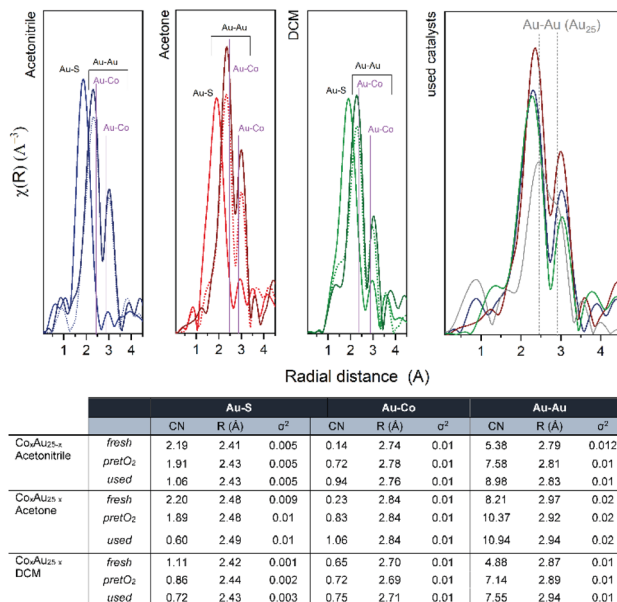 Acetonitrile
Au-S
Au-Au
Au-Co
Au-Co
Acetone
Au-Au
Au-Co
Au-S
Au-Co
DCM
Au-Au
Au-S
Au-Co
Au-Co
used catalysts
Au-Au (Au25)
χ(R) (Å⁻³)
1 2 3 4
1 2 3 4
1 2 3 4
1 2 3 4
Radial distance (A)
Au-S Au-Co Au-Au
CN R (Å) σ² CN R (Å) σ² CN R (Å) σ²
CoxAu25-x Acetonitrile
fresh 2.19 2.41 0.005 0.14 2.74 0.01 5.38 2.79 0.012
pretO2 1.91 2.43 0.005 0.72 2.78 0.01 7.58 2.81 0.01
used 1.06 2.43 0.005 0.94 2.76 0.01 8.98 2.83 0.01
CoxAu25-x Acetone
fresh 2.20 2.48 0.009 0.23 2.84 0.01 8.21 2.97 0.02
pretO2 1.89 2.48 0.01 0.83 2.84 0.01 10.37 2.92 0.02
used 0.60 2.49 0.01 1.06 2.84 0.01 10.94 2.94 0.02
CoxAu25-x DCM
fresh 1.11 2.42 0.001 0.65 2.70 0.01 4.88 2.87 0.01
pretO2 0.86 2.44 0.002 0.72 2.69 0.01 7.14 2.89 0.01
used 0.72 2.43 0.003 0.75 2.71 0.01 7.55 2.94 0.01